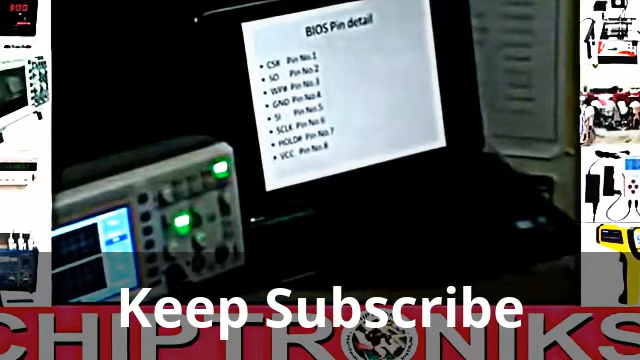 BIOS Pin detail
• CS# Pin No.1
• SO Pin No.2
• WP# Pin No.3
• GND Pin No.4
• SI Pin No.5
• SCLK Pin No.6
• HOLD# Pin No.7
• VCC Pin No.8
Keep Subscribe
CHIPTRONIKS